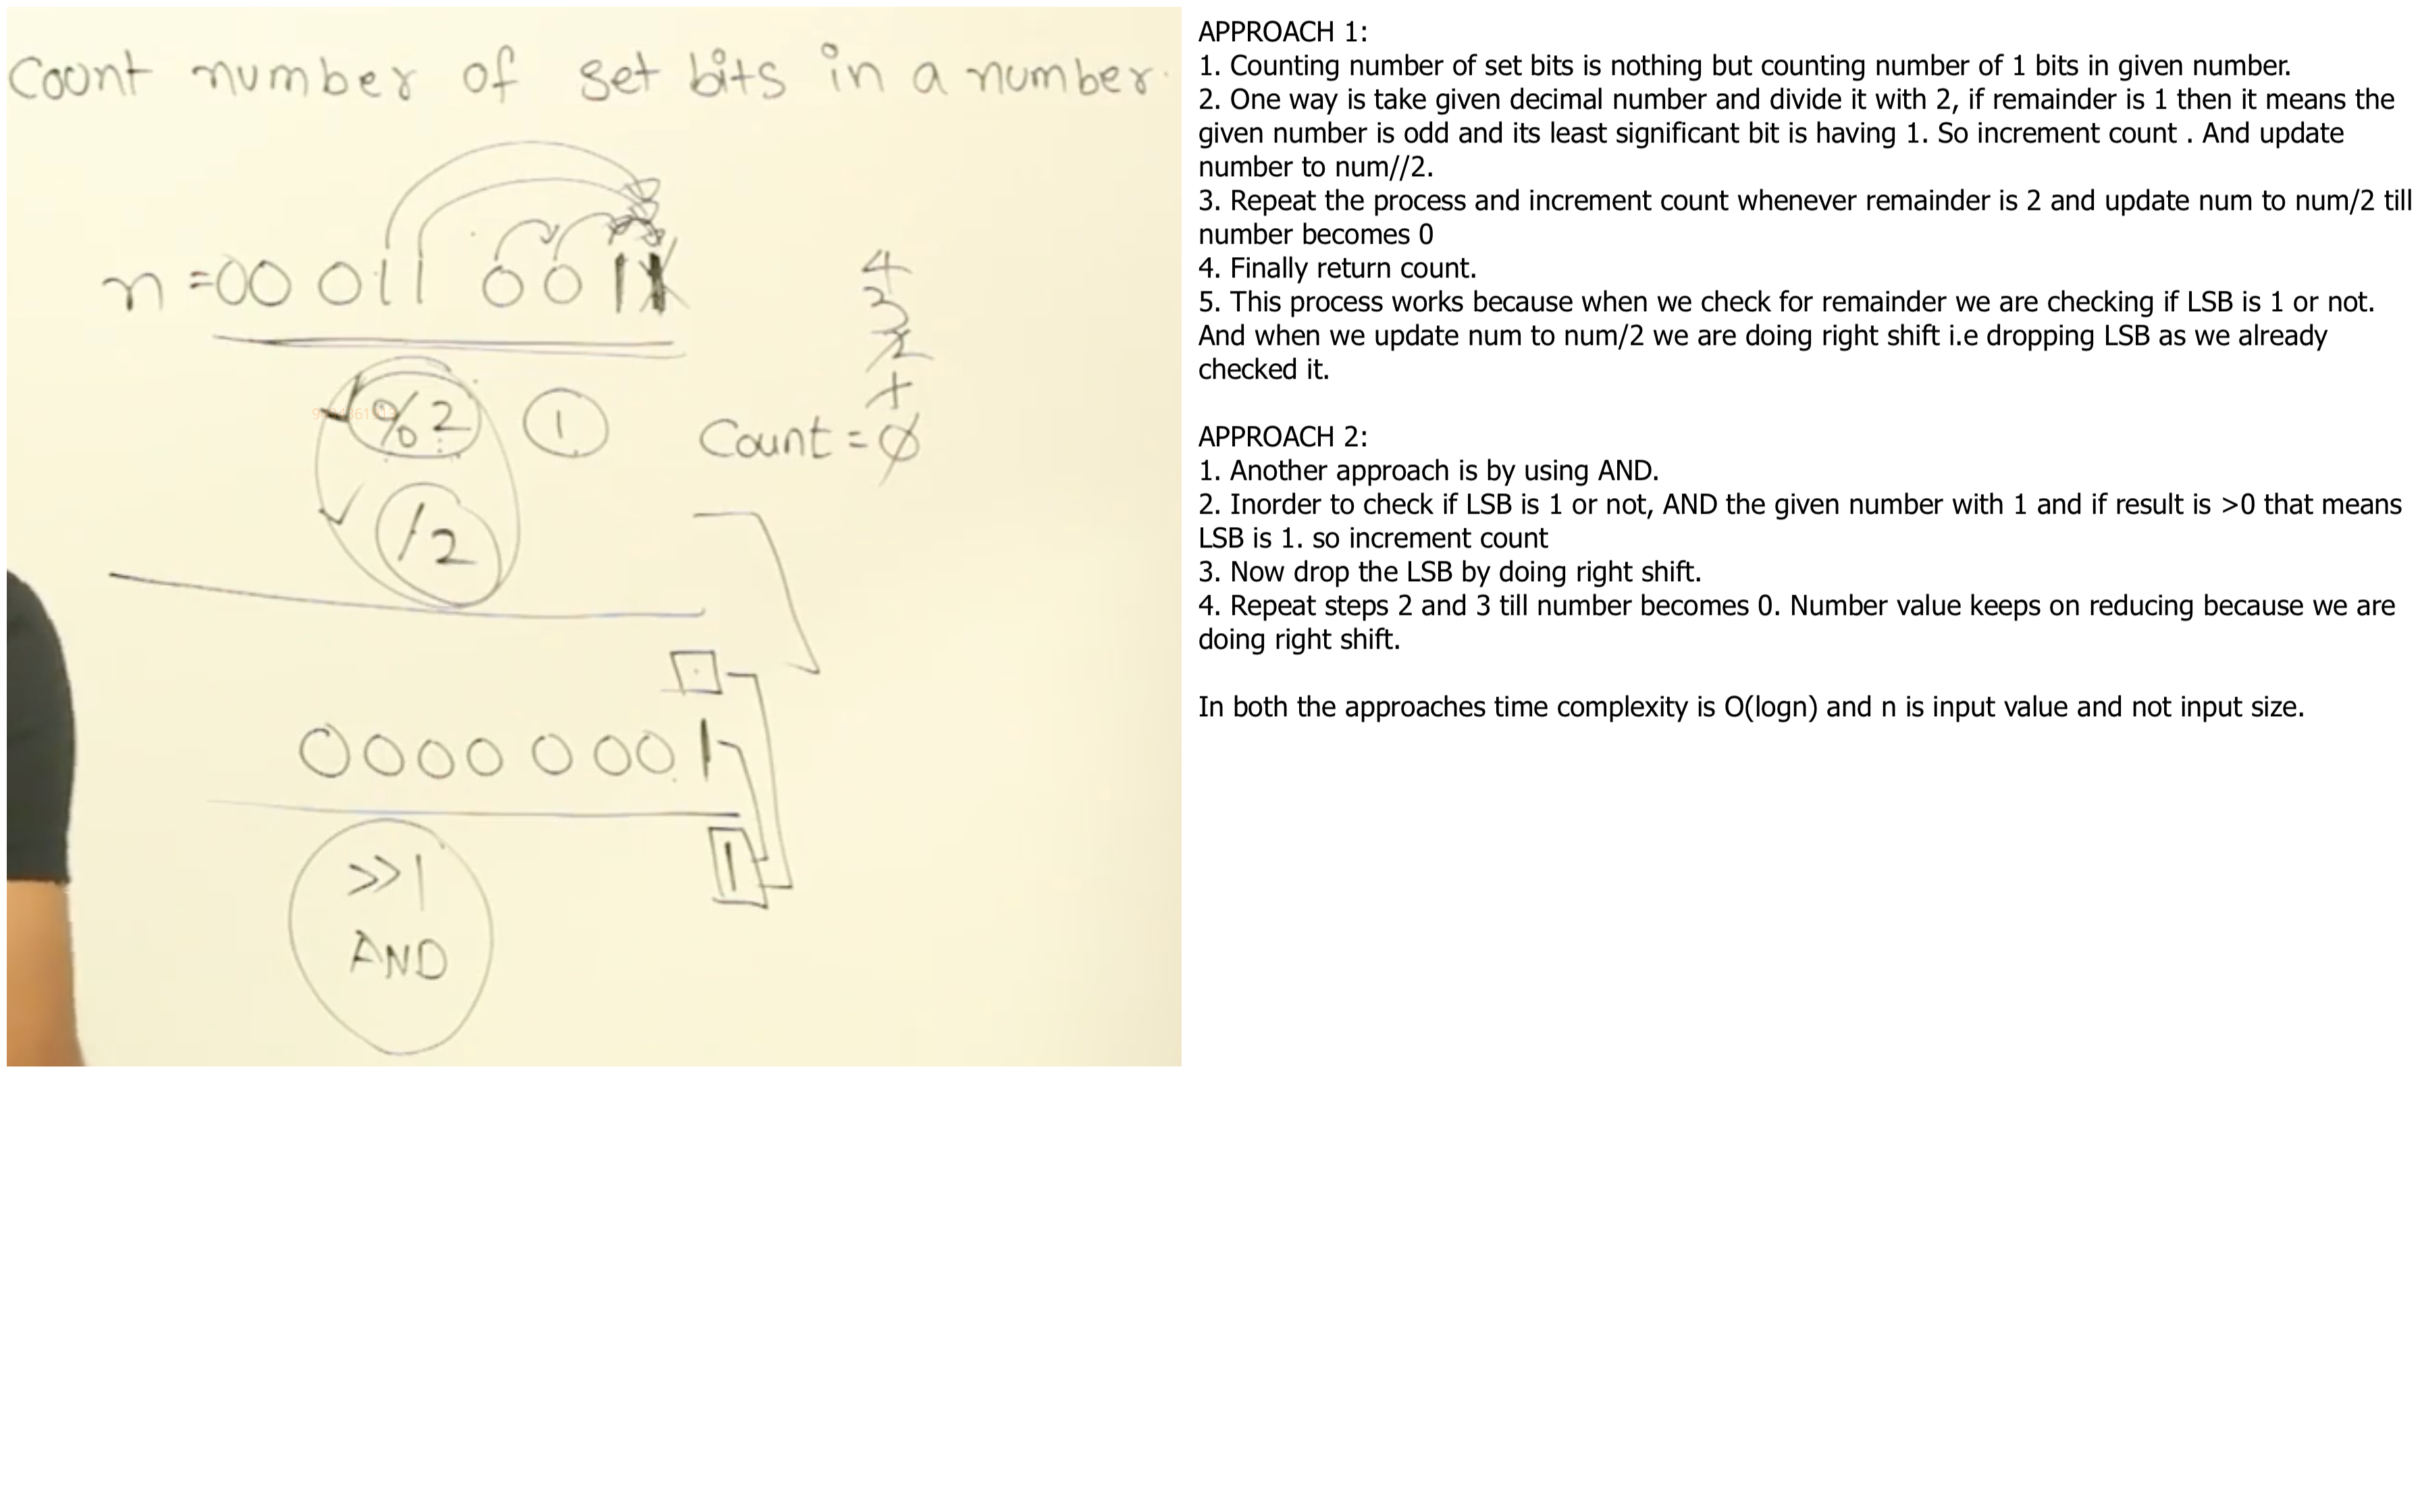 Count number of set bits in a number.
n =00 011 0011
4
3
2
1
%2 1
Count = 0
/2
0000 0001
1
>>1
AND
APPROACH 1:
1. Counting number of set bits is nothing but counting number of 1 bits in given number.
2. One way is take given decimal number and divide it with 2, if remainder is 1 then it means the
given number is odd and its least significant bit is having 1. So increment count . And update
number to num//2.
3. Repeat the process and increment count whenever remainder is 2 and update num to num/2 till
number becomes 0
4. Finally return count.
5. This process works because when we check for remainder we are checking if LSB is 1 or not.
And when we update num to num/2 we are doing right shift i.e dropping LSB as we already
checked it.
APPROACH 2:
1. Another approach is by using AND.
2. Inorder to check if LSB is 1 or not, AND the given number with 1 and if result is >0 that means
LSB is 1. so increment count
3. Now drop the LSB by doing right shift.
4. Repeat steps 2 and 3 till number becomes 0. Number value keeps on reducing because we are
doing right shift.
In both the approaches time complexity is O(logn) and n is input value and not input size.